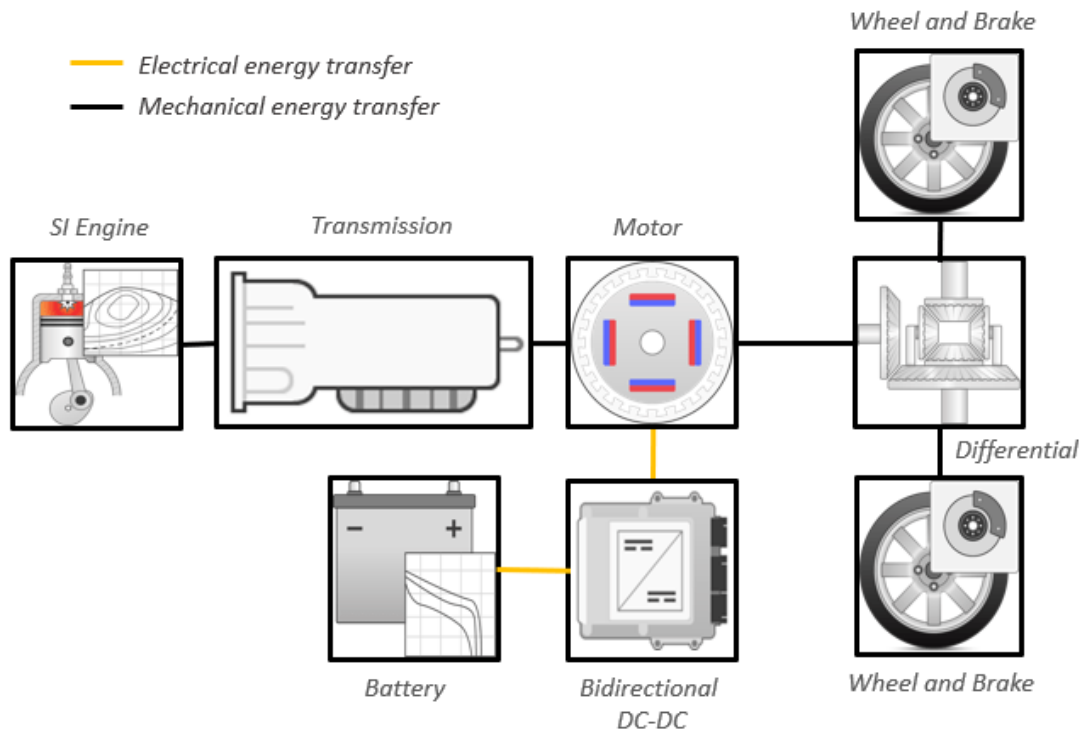 Wheel and Brake
Electrical energy transfer
Mechanical energy transfer
SI Engine
Transmission
Motor
Differential
Battery
Bidirectional
DC-DC
Wheel and Brake